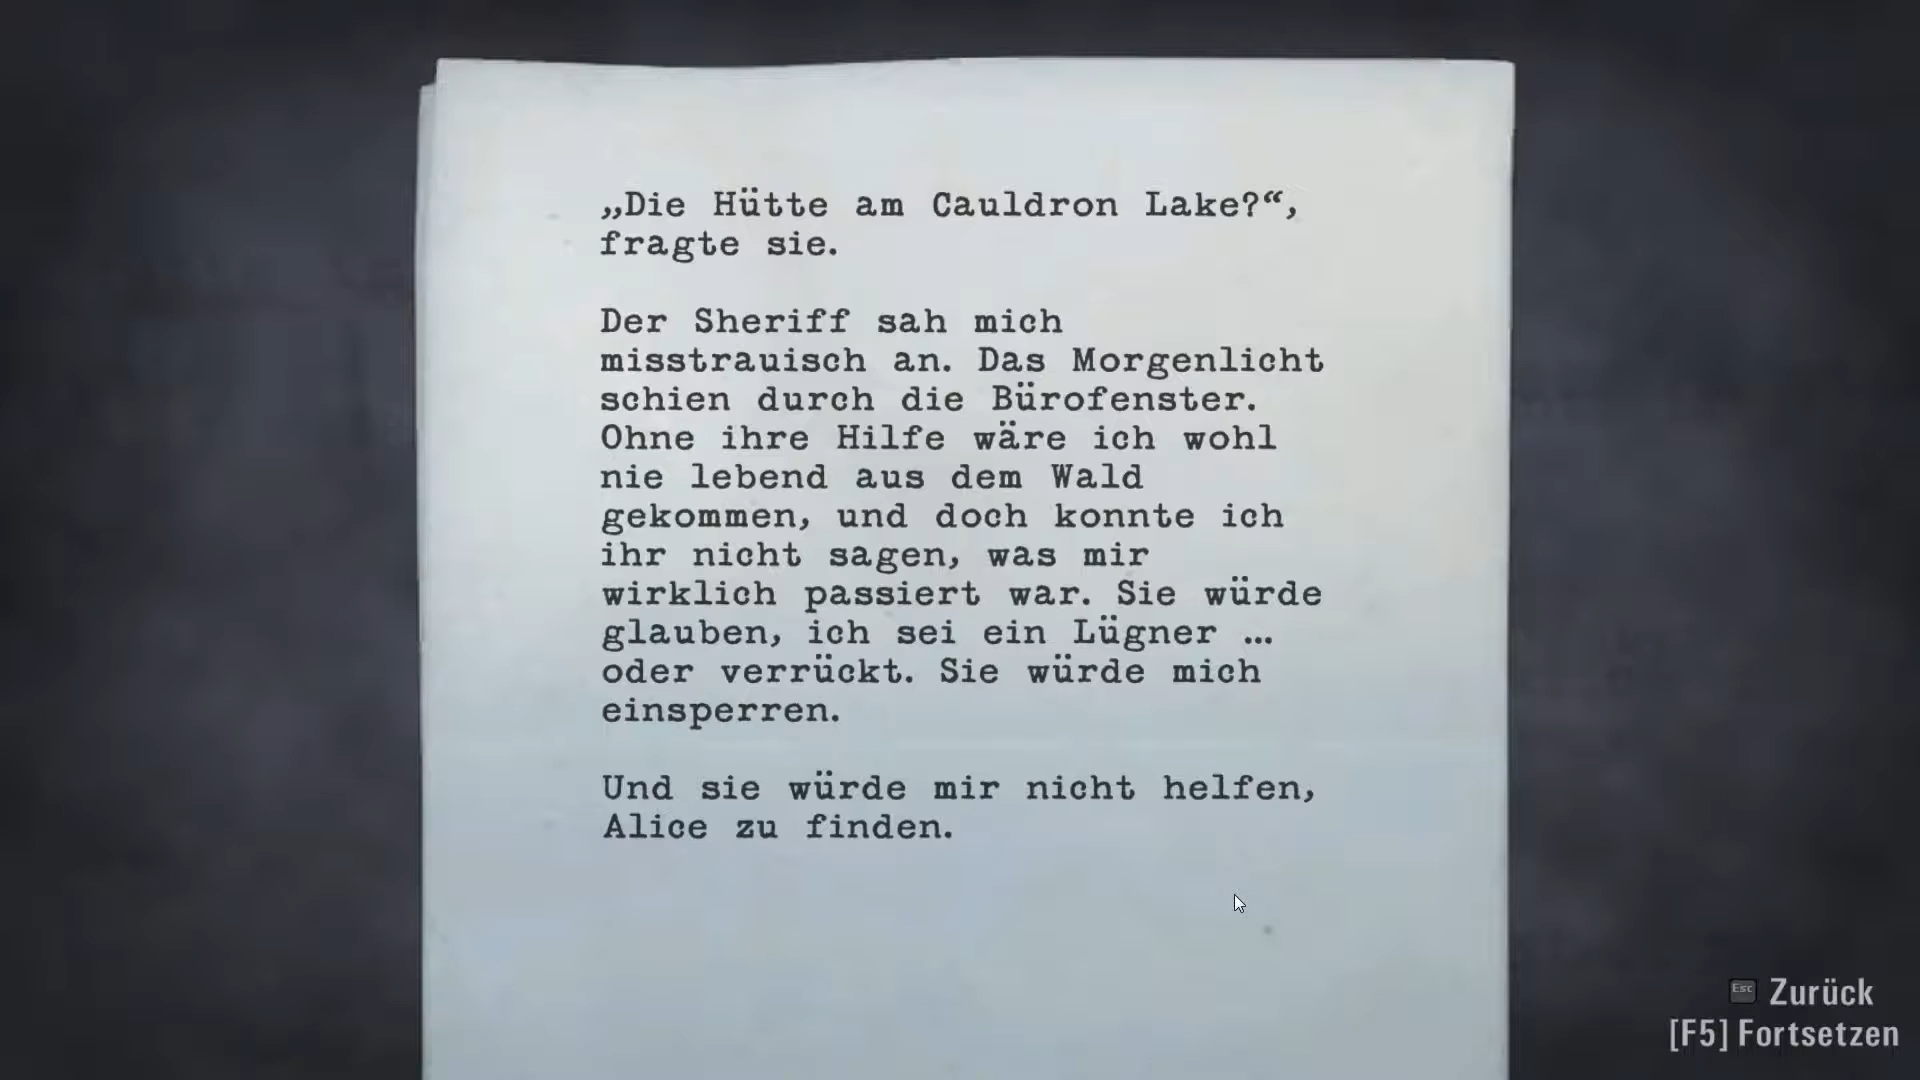 „Die Hütte am Cauldron Lake?“,
fragte sie.
Der Sheriff sah mich
misstrauisch an. Das Morgenlicht
schien durch die Bürofenster.
Ohne ihre Hilfe wäre ich wohl
nie lebend aus dem Wald
gekommen, und doch konnte ich
ihr nicht sagen, was mir
wirklich passiert war. Sie würde
glauben, ich sei ein Lügner …
oder verrückt. Sie würde mich
einsperren.
Und sie würde mir nicht helfen,
Alice zu finden.
Esc Zurück
[F5] Fortsetzen